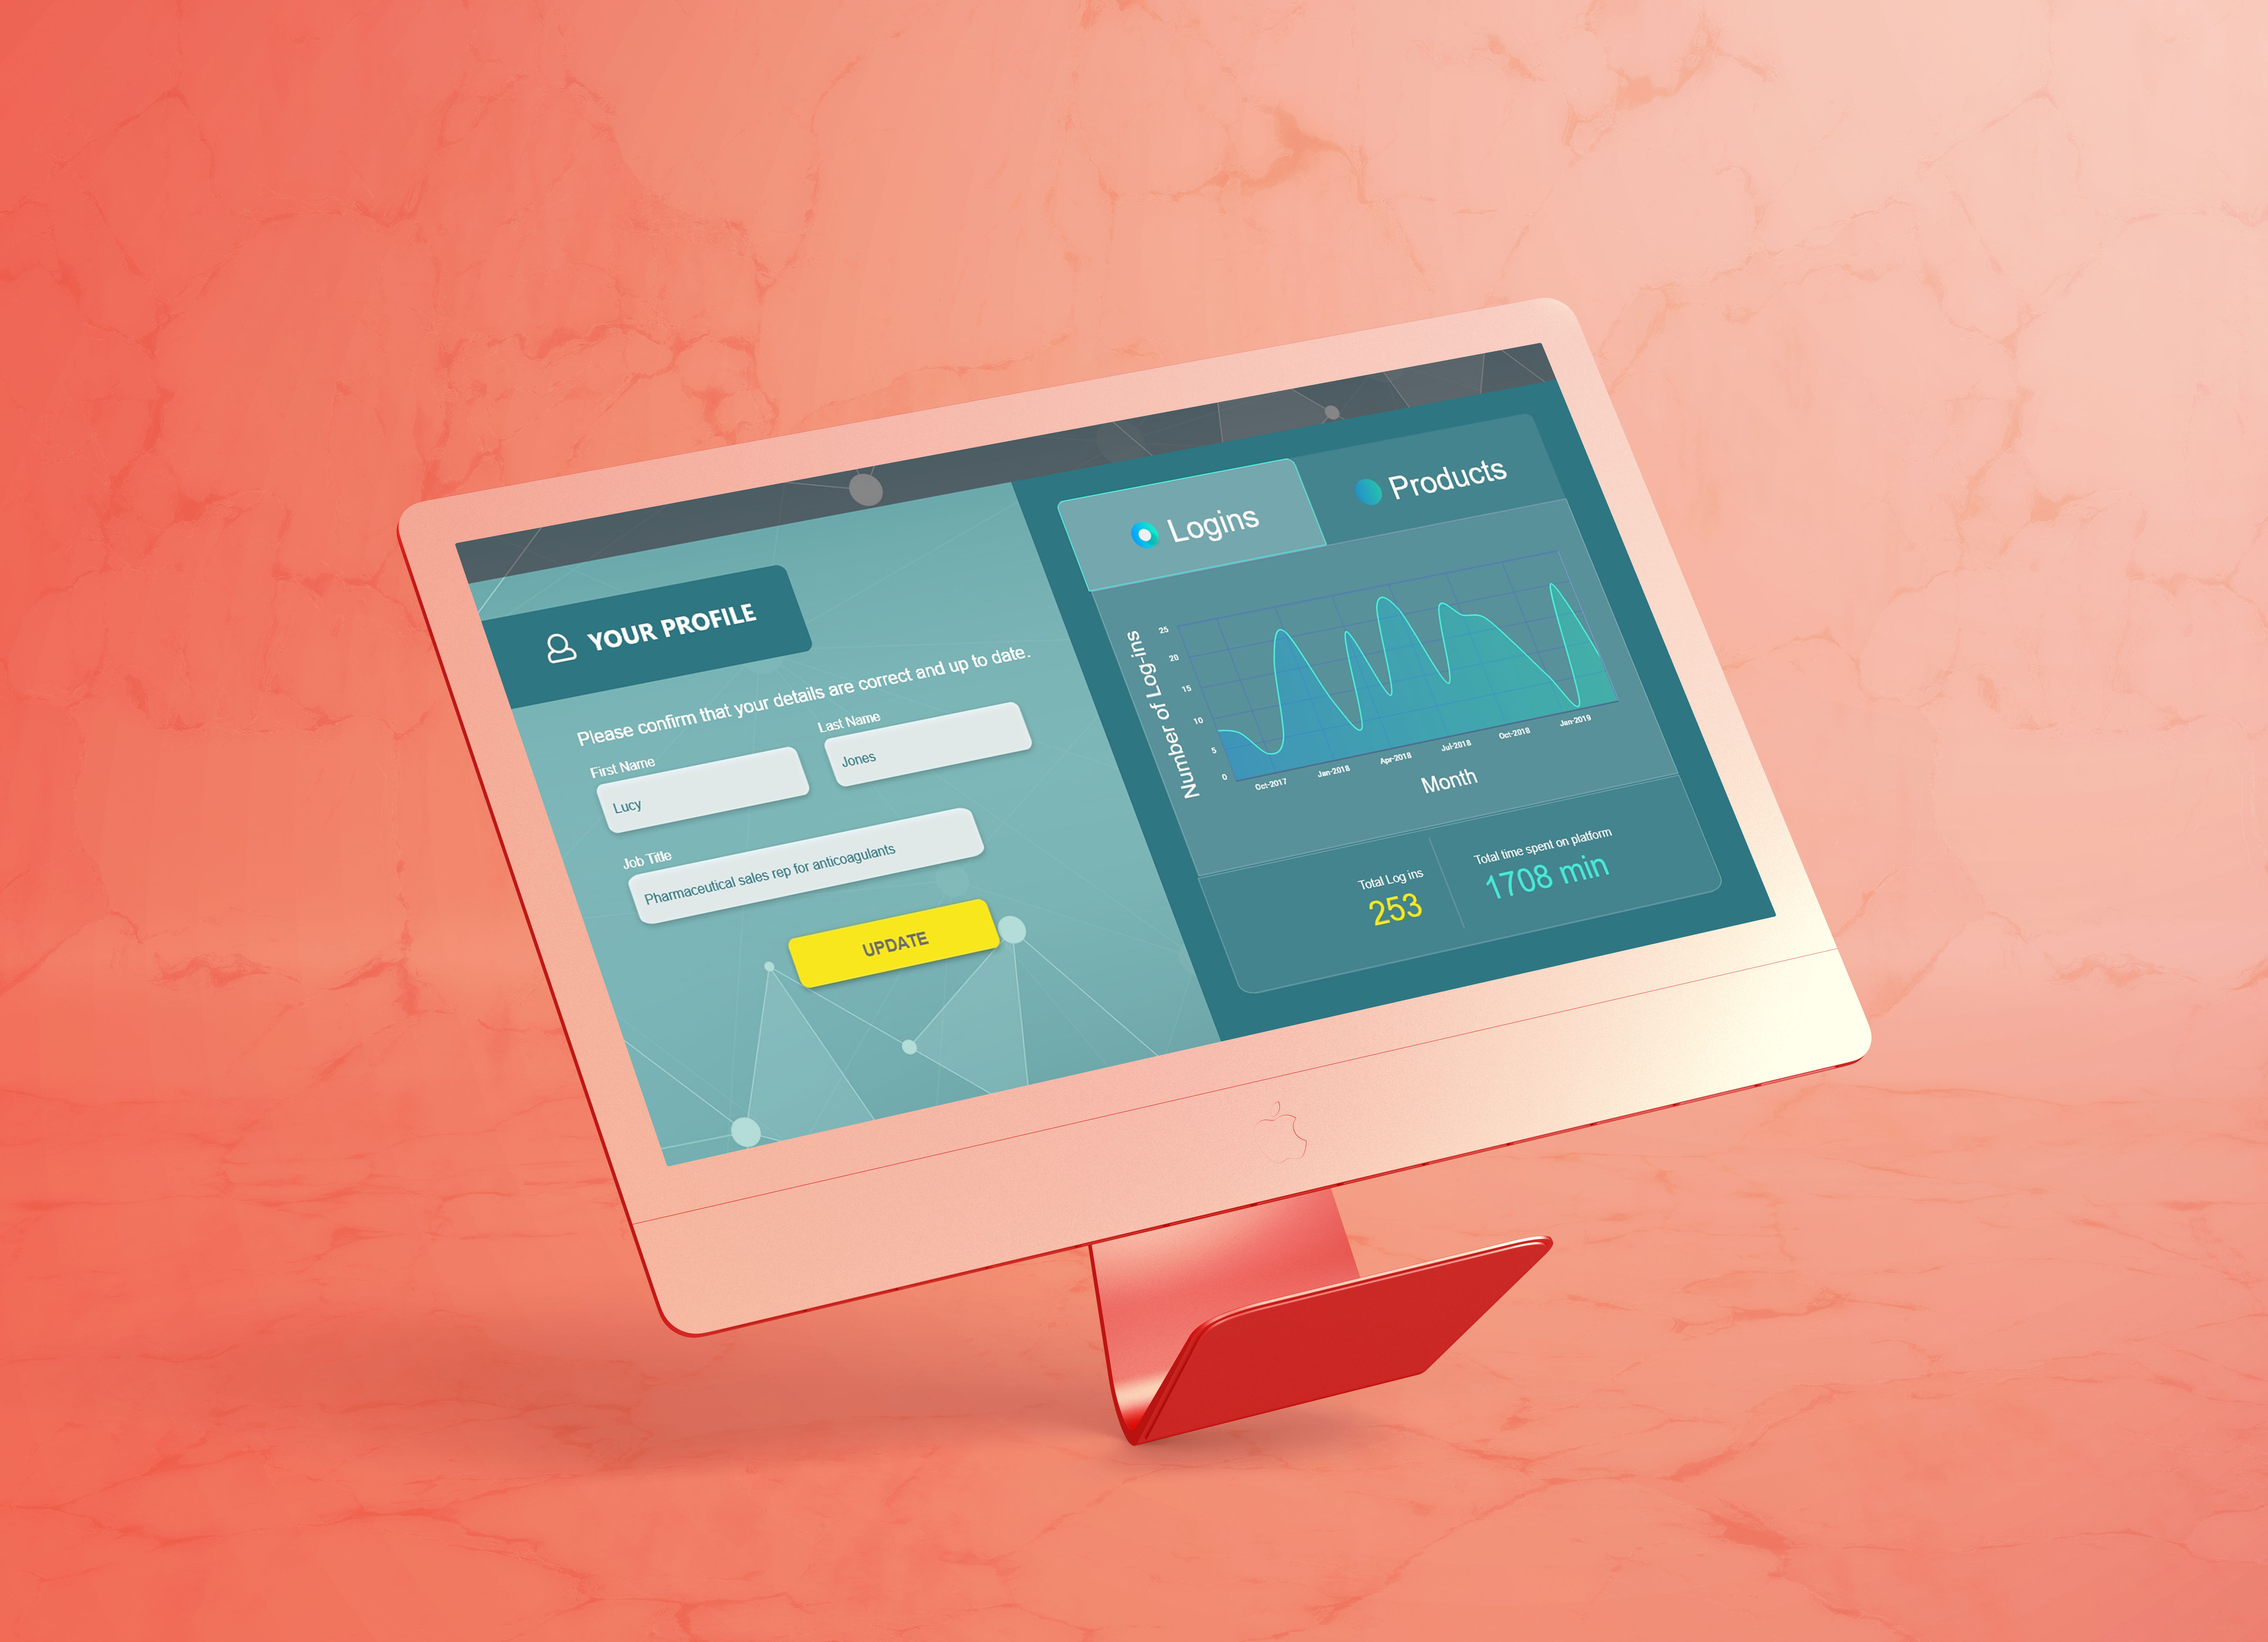 YOUR PROFILE
Please confirm that your details are correct and up to date.
First Name
Last Name
Lucy
Jones
Job Title
Pharmaceutical sales rep for anticoagulants
UPDATE
Logins
Products
Number of Log-ins
25
20
15
10
5
0
Oct-2017
Jan-2018
Apr-2018
Jul-2018
Oct-2018
Jan-2019
Month
Total Log ins
253
Total time spent on platform
1708 min